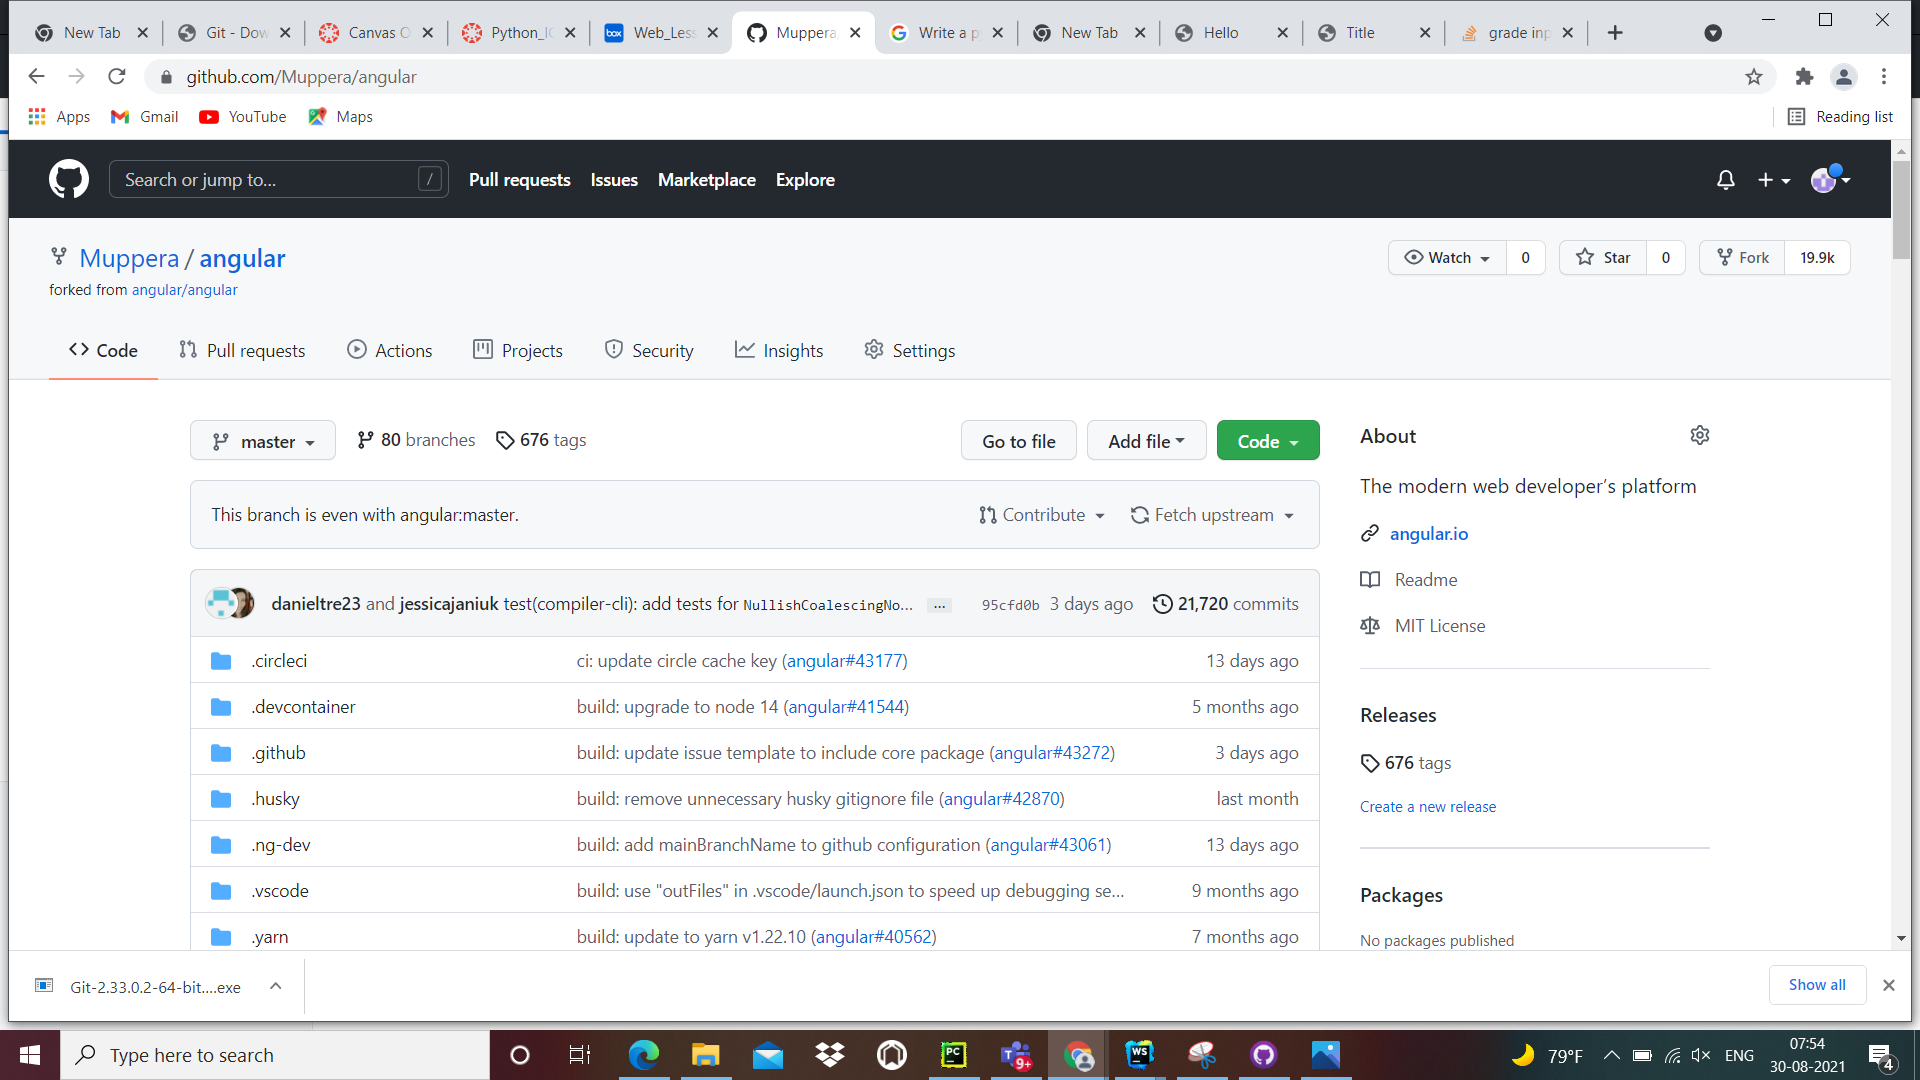 New Tab
Git - Dow
Canvas O
Python_I
box
Web_Less
Muppera
Write a p
New Tab
Hello
Title
grade inp
github.com/Muppera/angular
Apps
Gmail
YouTube
Maps
Reading list
Search or jump to...
/
Pull requests
Issues
Marketplace
Explore
Muppera / angular
Watch 0
Star 0
Fork 19.9k
forked from angular/angular
Code
Pull requests
Actions
Projects
Security
Insights
Settings
master
80 branches
676 tags
Go to file
Add file
Code
This branch is even with angular:master.
Contribute
Fetch upstream
danieltre23 and jessicajaniuk test(compiler-cli): add tests for NullishCoalescingNo... ... 95cfd0b 3 days ago 21,720 commits
.circleci ci: update circle cache key (angular#43177) 13 days ago
.devcontainer build: upgrade to node 14 (angular#41544) 5 months ago
.github build: update issue template to include core package (angular#43272) 3 days ago
.husky build: remove unnecessary husky gitignore file (angular#42870) last month
.ng-dev build: add mainBranchName to github configuration (angular#43061) 13 days ago
.vscode build: use "outFiles" in .vscode/launch.json to speed up debugging se... 9 months ago
.yarn build: update to yarn v1.22.10 (angular#40562) 7 months ago
About
The modern web developer's platform
angular.io
Readme
MIT License
Releases
676 tags
Create a new release
Packages
No packages published
Git-2.33.0.2-64-bit....exe
Show all
Type here to search
PC
9+
WS
79°F
ENG
07:54
30-08-2021
4